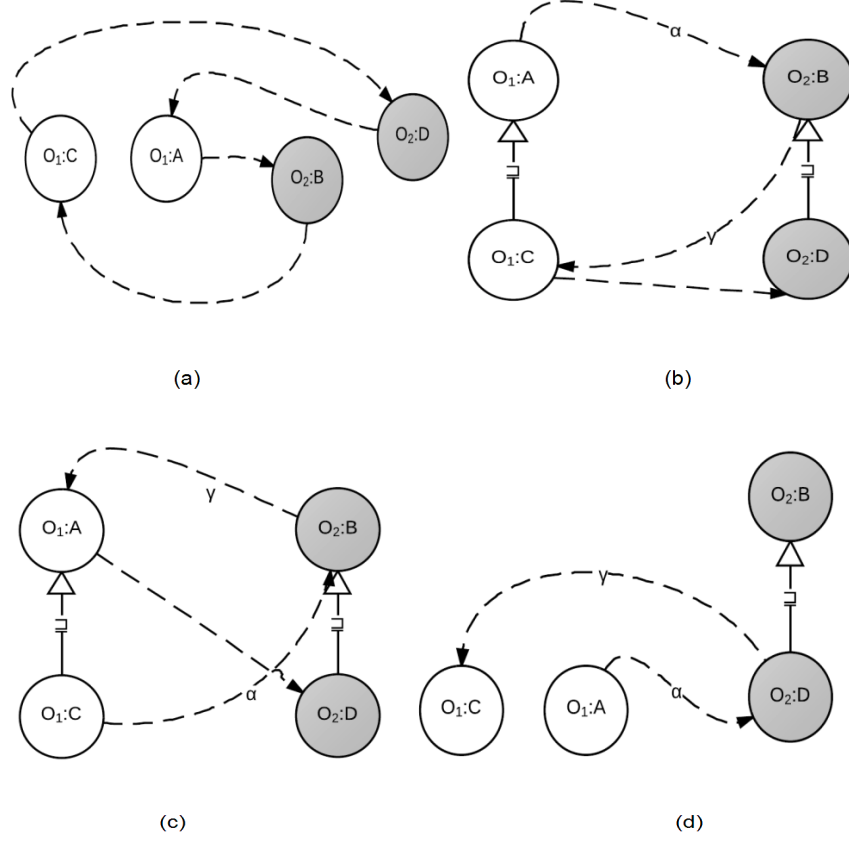 O₁:C
O₁:A
O₂:B
O₂:D
(a)
α
O₁:A
O₂:B
⊑
⊑
γ
O₁:C
O₂:D
(b)
γ
O₁:A
O₂:B
⊑
⊑
α
O₁:C
O₂:D
(c)
O₂:B
γ
⊑
α
O₁:C
O₁:A
O₂:D
(d)